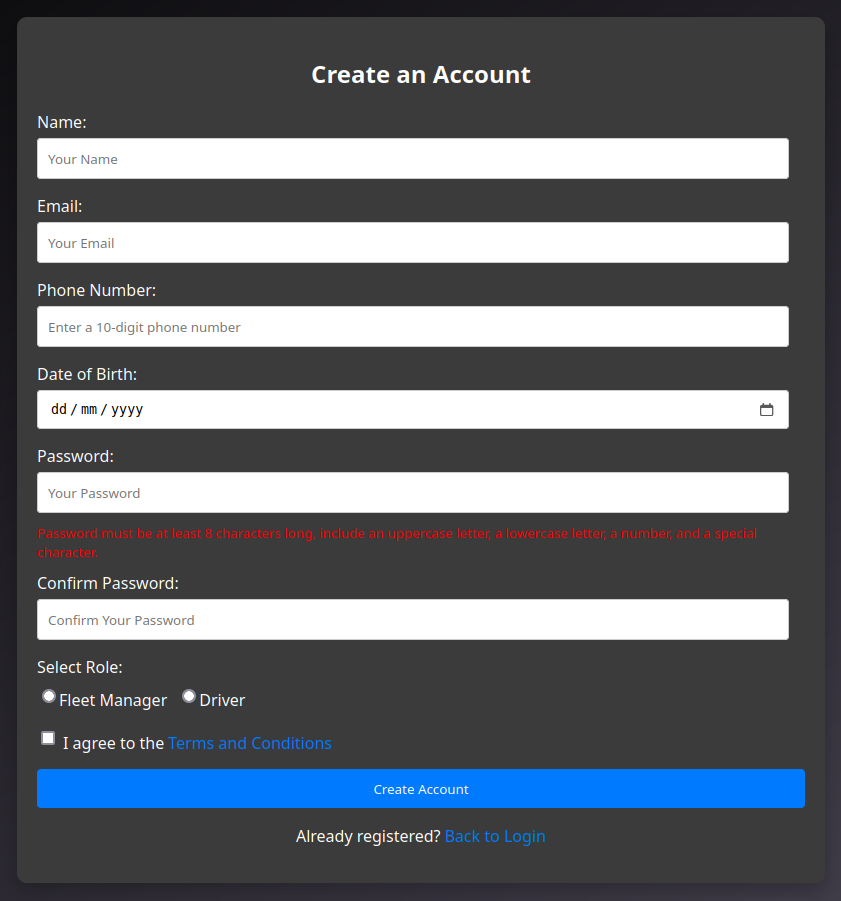 Create an Account
Name:
Your Name
Email:
Your Email
Phone Number:
Enter a 10-digit phone number
Date of Birth:
dd / mm / yyyy
Password:
Your Password
Password must be at least 8 characters long, include an uppercase letter, a lowercase letter, a number, and a special
character.
Confirm Password:
Confirm Your Password
Select Role:
Fleet Manager Driver
I agree to the Terms and Conditions
Create Account
Already registered? Back to Login